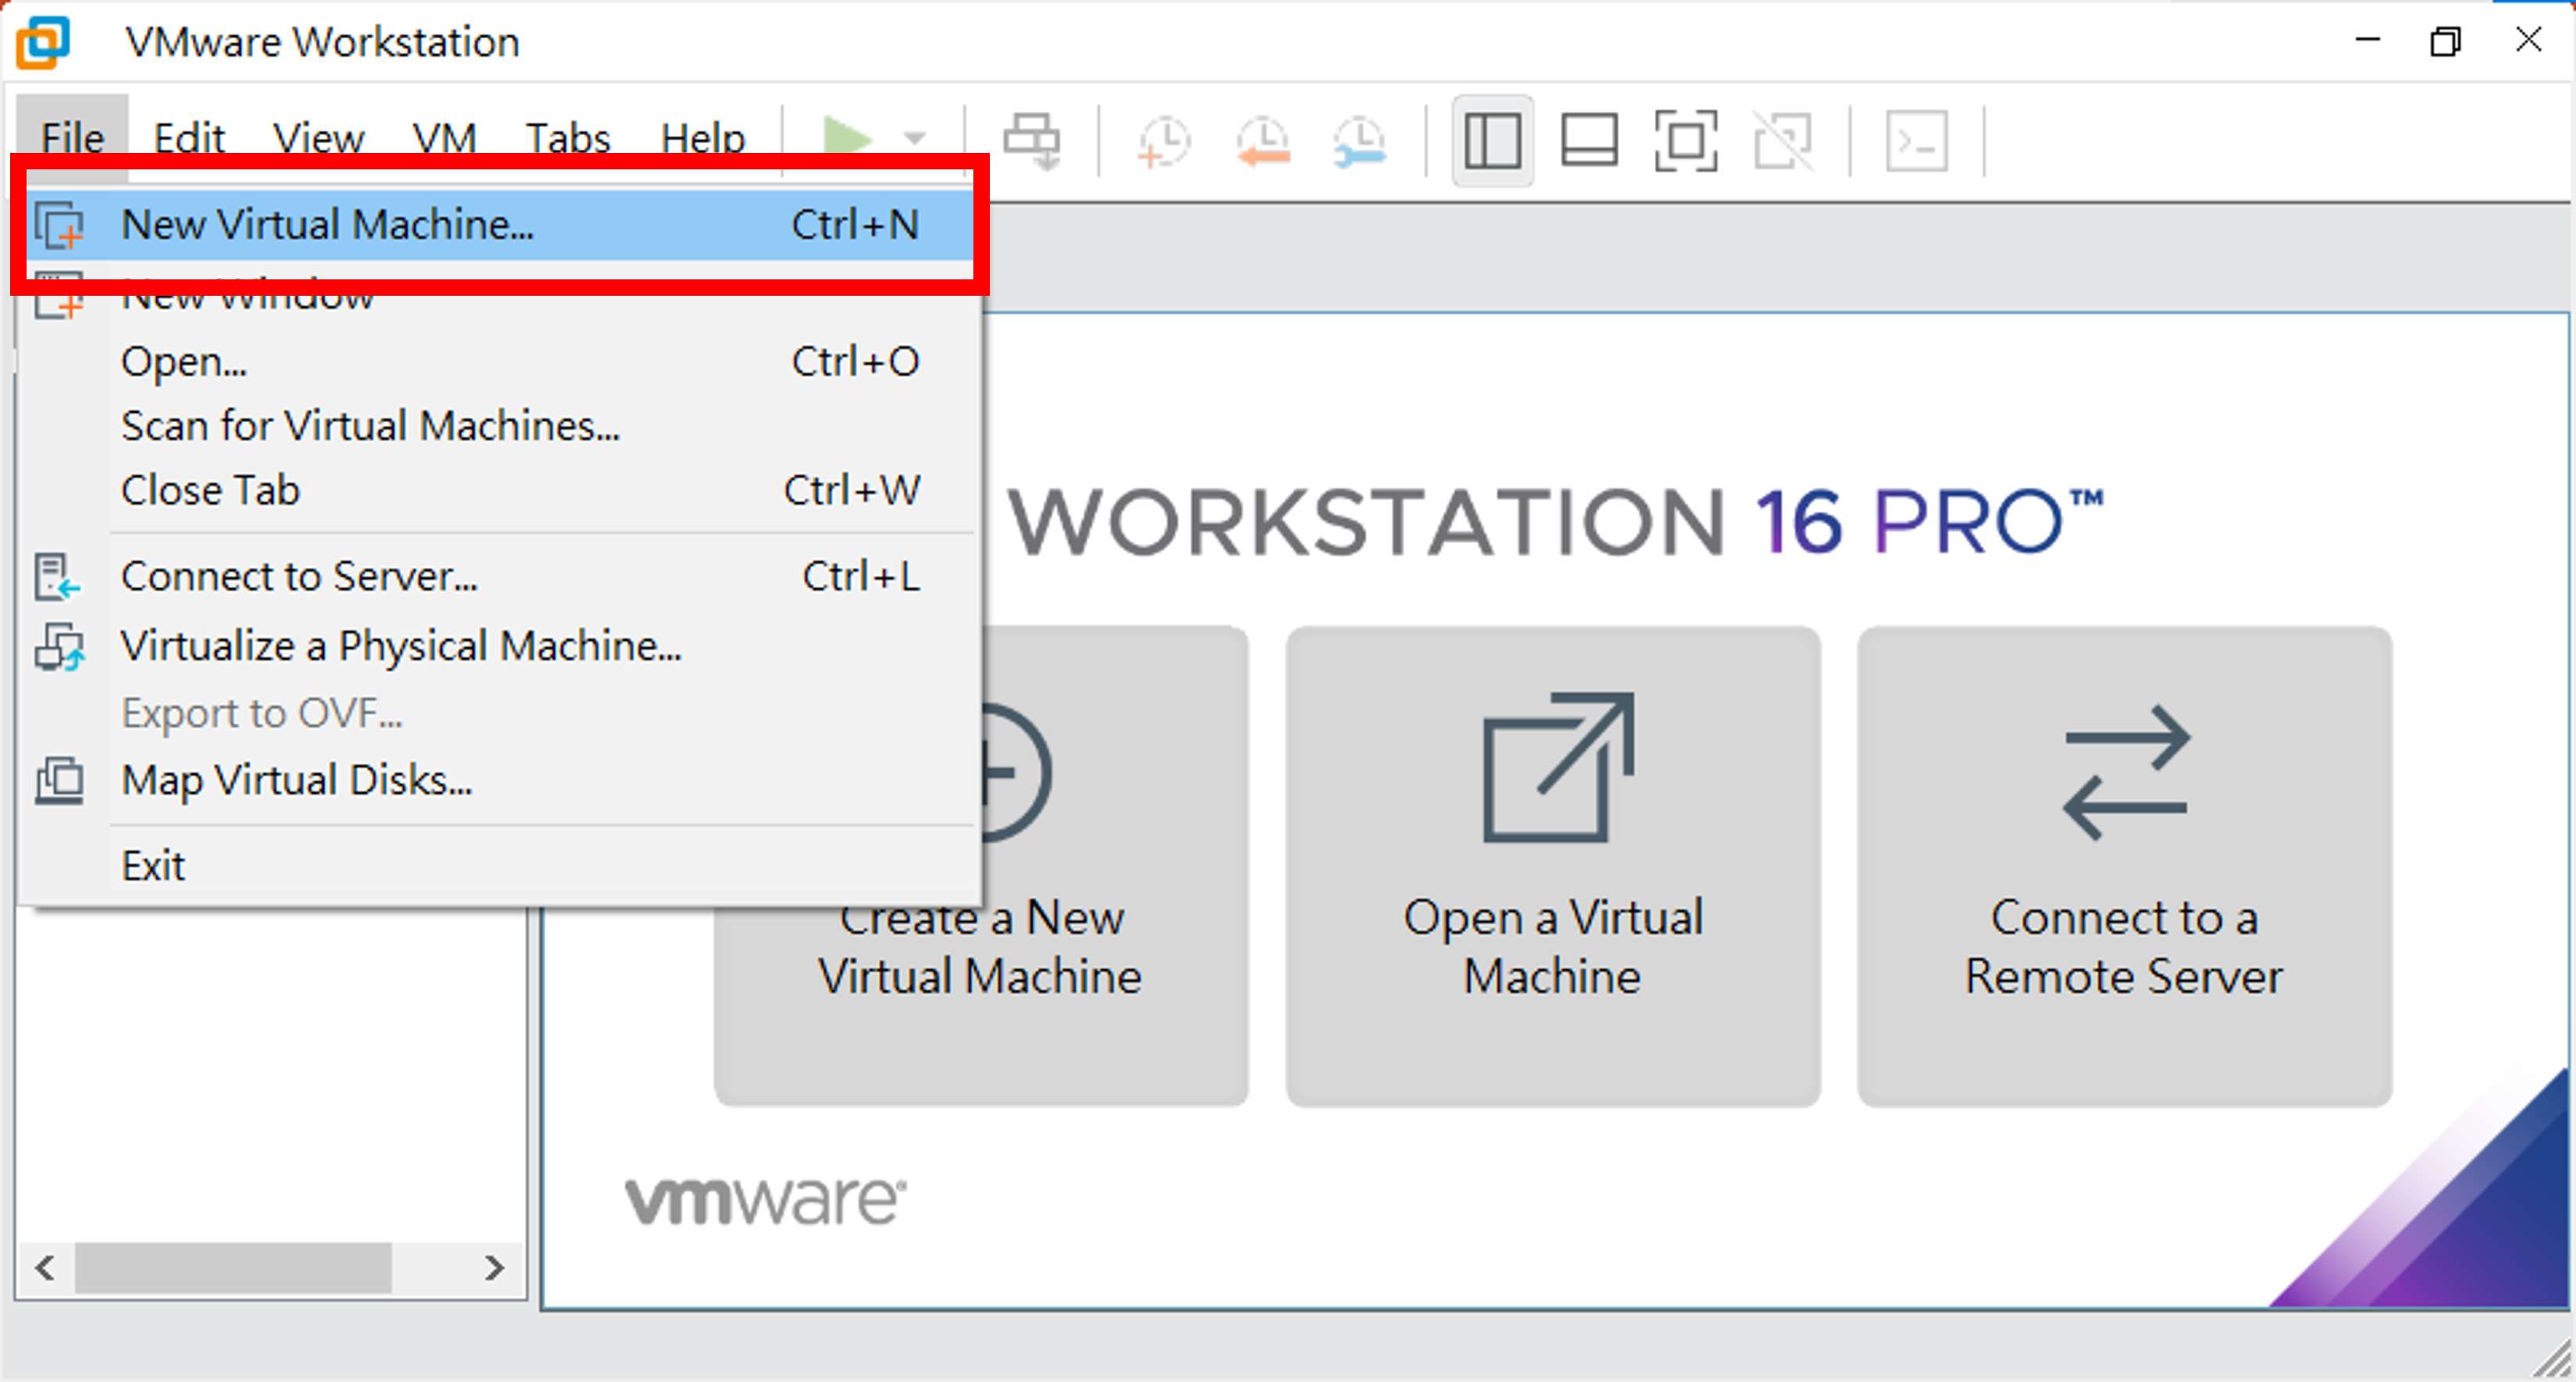 VMware Workstation
File Edit View VM Tabs Help
New Virtual Machine... Ctrl+N
New Window
Open... Ctrl+O
Scan for Virtual Machines...
Close Tab Ctrl+W
Connect to Server... Ctrl+L
Virtualize a Physical Machine...
Export to OVF...
Map Virtual Disks...
Exit
WORKSTATION 16 PRO™
Create a New
Virtual Machine
Open a Virtual
Machine
Connect to a
Remote Server
vmware®